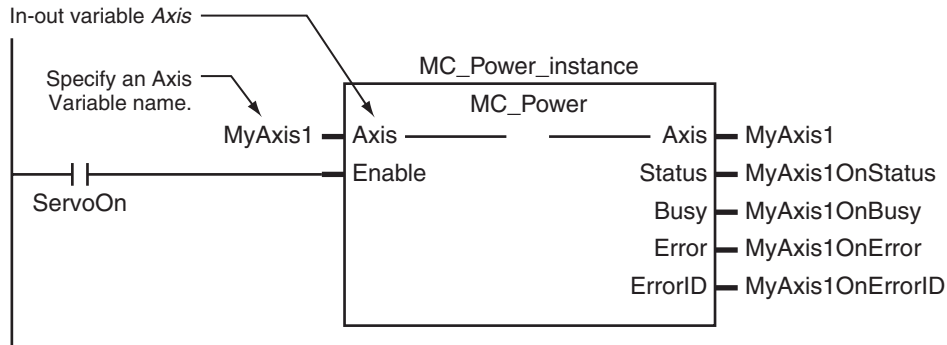 In-out variable Axis
MC_Power_instance
Specify an Axis
Variable name.
MC_Power
MyAxis1 Axis Axis MyAxis1
Enable Status MyAxis1OnStatus
ServoOn
Busy MyAxis1OnBusy
Error MyAxis1OnError
ErrorID MyAxis1OnErrorID